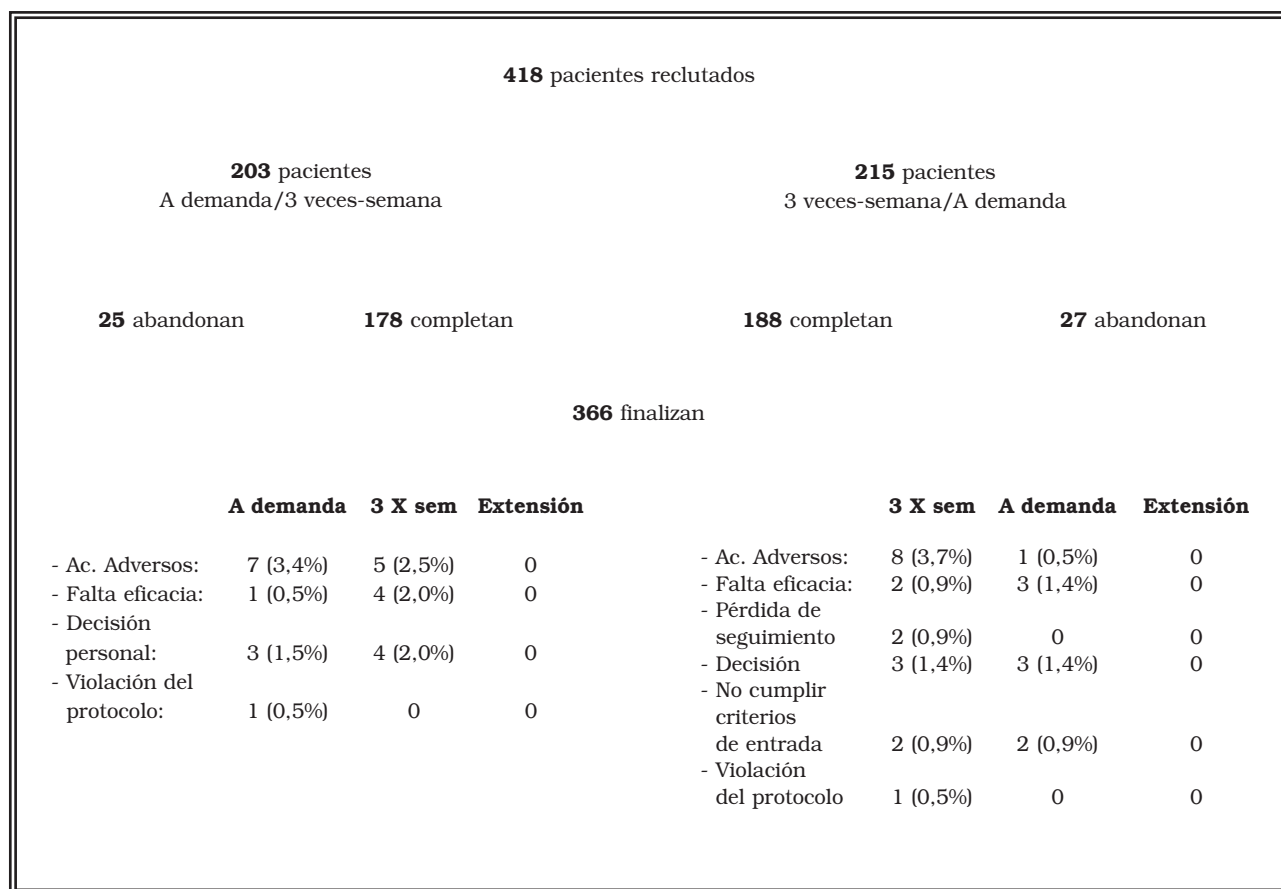 418 pacientes reclutados
203 pacientes
A demanda/3 veces-semana
215 pacientes
3 veces-semana/A demanda
25 abandonan
178 completan
188 completan
27 abandonan
366 finalizan
A demanda 3 X sem Extensión
- Ac. Adversos: 7 (3,4%) 5 (2,5%) 0
- Falta eficacia: 1 (0,5%) 4 (2,0%) 0
- Decisión
personal: 3 (1,5%) 4 (2,0%) 0
- Violación del
protocolo: 1 (0,5%) 0 0
3 X sem A demanda Extensión
- Ac. Adversos: 8 (3,7%) 1 (0,5%) 0
- Falta eficacia: 2 (0,9%) 3 (1,4%) 0
- Pérdida de
seguimiento 2 (0,9%) 0 0
- Decisión 3 (1,4%) 3 (1,4%) 0
- No cumplir
criterios
de entrada 2 (0,9%) 2 (0,9%) 0
- Violación
del protocolo 1 (0,5%) 0 0